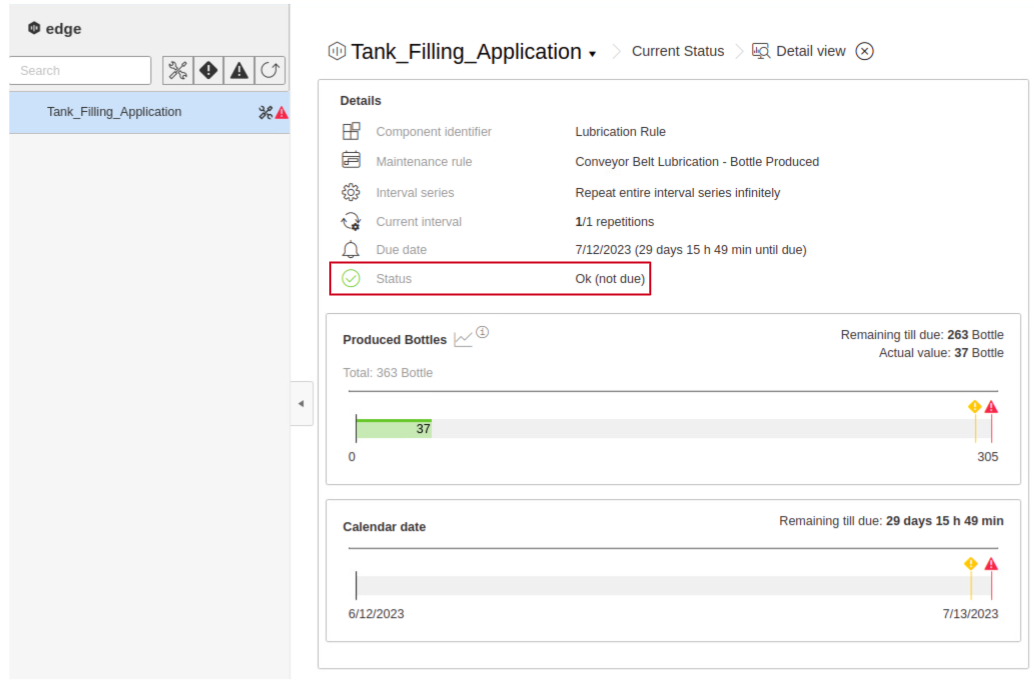 edge
Search
Tank_Filling_Application
Tank_Filling_Application Current Status Detail view
Details
Component identifier Lubrication Rule
Maintenance rule Conveyor Belt Lubrication - Bottle Produced
Interval series Repeat entire interval series infinitely
Current interval 1/1 repetitions
Due date 7/12/2023 (29 days 15 h 49 min until due)
Status Ok (not due)
Produced Bottles 1 Remaining till due: 263 Bottle
Actual value: 37 Bottle
Total: 363 Bottle
37
0 305
Calendar date Remaining till due: 29 days 15 h 49 min
6/12/2023 7/13/2023